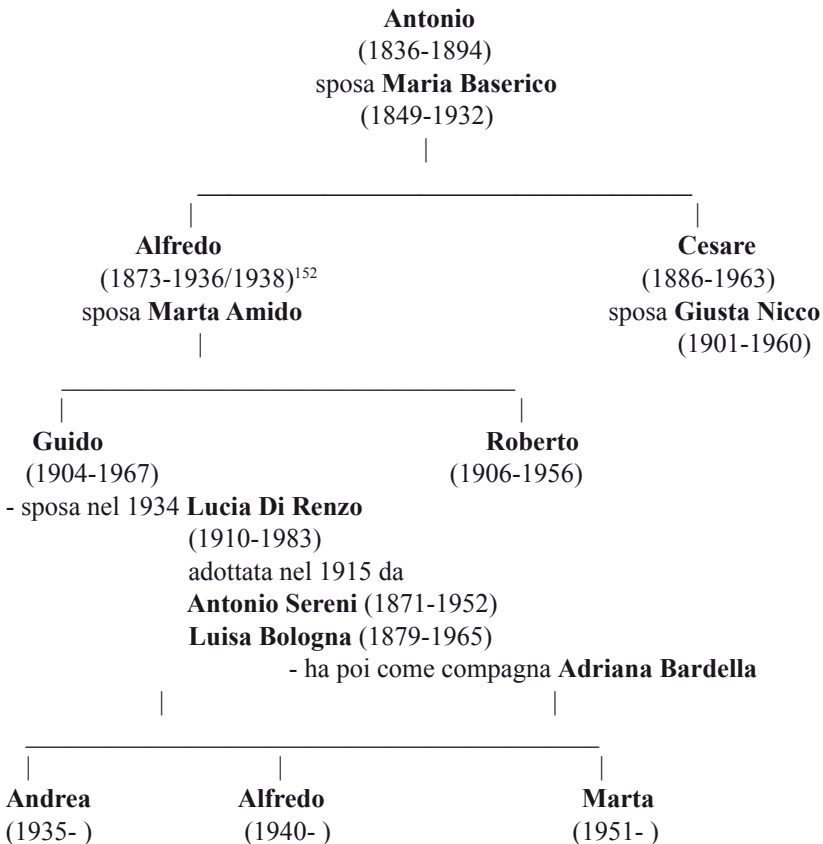 Antonio
(1836-1894)
sposa Maria Baserico
(1849-1932)
Alfredo Cesare
(1873-1936/1938)152 (1886-1963)
sposa Marta Amido sposa Giusta Nicco
(1901-1960)
Guido Roberto
(1904-1967) (1906-1956)
- sposa nel 1934 Lucia Di Renzo
(1910-1983)
adottata nel 1915 da
Antonio Sereni (1871-1952)
Luisa Bologna (1879-1965)
- ha poi come compagna Adriana Bardella
Andrea Alfredo Marta
(1935- ) (1940- ) (1951- )